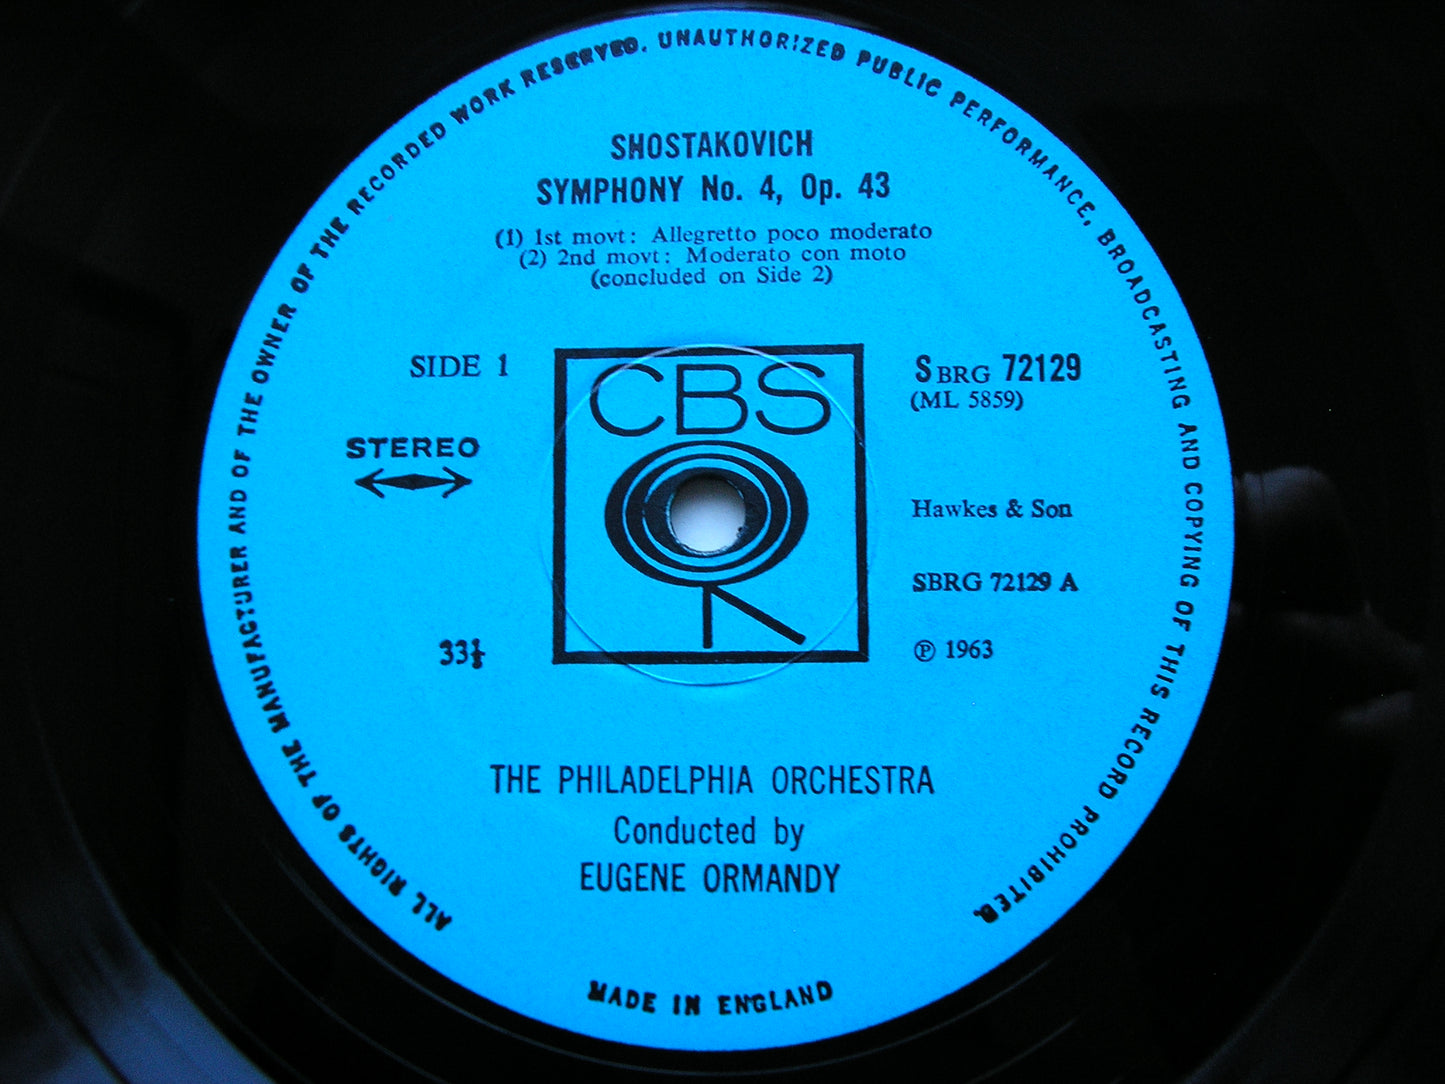 ALL RIGHTS OF THE MANUFACTURER AND OF THE OWNER OF THE RECORDED WORK RESERVED. UNAUTHORIZED PUBLIC PERFORMANCE, BROADCASTING AND COPYING OF THIS RECORD PROHIBITED.
SHOSTAKOVICH
SYMPHONY No. 4, Op. 43
(1) 1st movt: Allegretto poco moderato
(2) 2nd movt: Moderato con moto
(concluded on Side 2)
SIDE 1
CBS
S BRG 72129
(ML 5859)
STEREO
Hawkes & Son
SBRG 72129 A
33⅓
℗ 1963
THE PHILADELPHIA ORCHESTRA
Conducted by
EUGENE ORMANDY
MADE IN ENGLAND